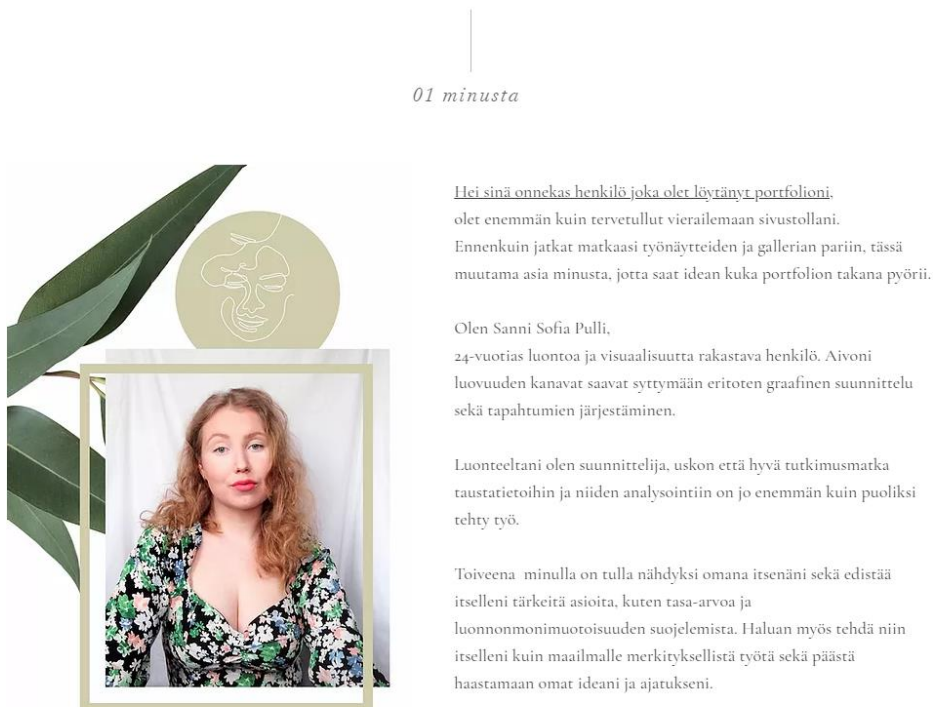 01 minusta
Hei sinä onnekas henkilö joka olet löytänyt portfolioni,
olet enemmän kuin tervetullut vierailemaan sivustollani.
Ennenkuin jatkat matkaasi työnäytteiden ja gallerian pariin, tässä
muutama asia minusta, jotta saat idean kuka portfolion takana pyörii.
Olen Sanni Sofia Pulli,
24-vuotias luontoa ja visuaalisuutta rakastava henkilö. Aivoni
luovuuden kanavat saavat syttymään eritoten graafinen suunnittelu
sekä tapahtumien järjestäminen.
Luonteeltani olen suunnittelija, uskon että hyvä tutkimusmatka
taustatietoihin ja niiden analysointiin on jo enemmän kuin puoliksi
tehty työ.
Toiveena  minulla on tulla nähdyksi omana itsenäni sekä edistää
itselleni tärkeitä asioita, kuten tasa-arvoa ja
luonnonmonimuotoisuuden suojelemista. Haluan myös tehdä niin
itselleni kuin maailmalle merkityksellistä työtä sekä päästä
haastamaan omat ideani ja ajatukseni.